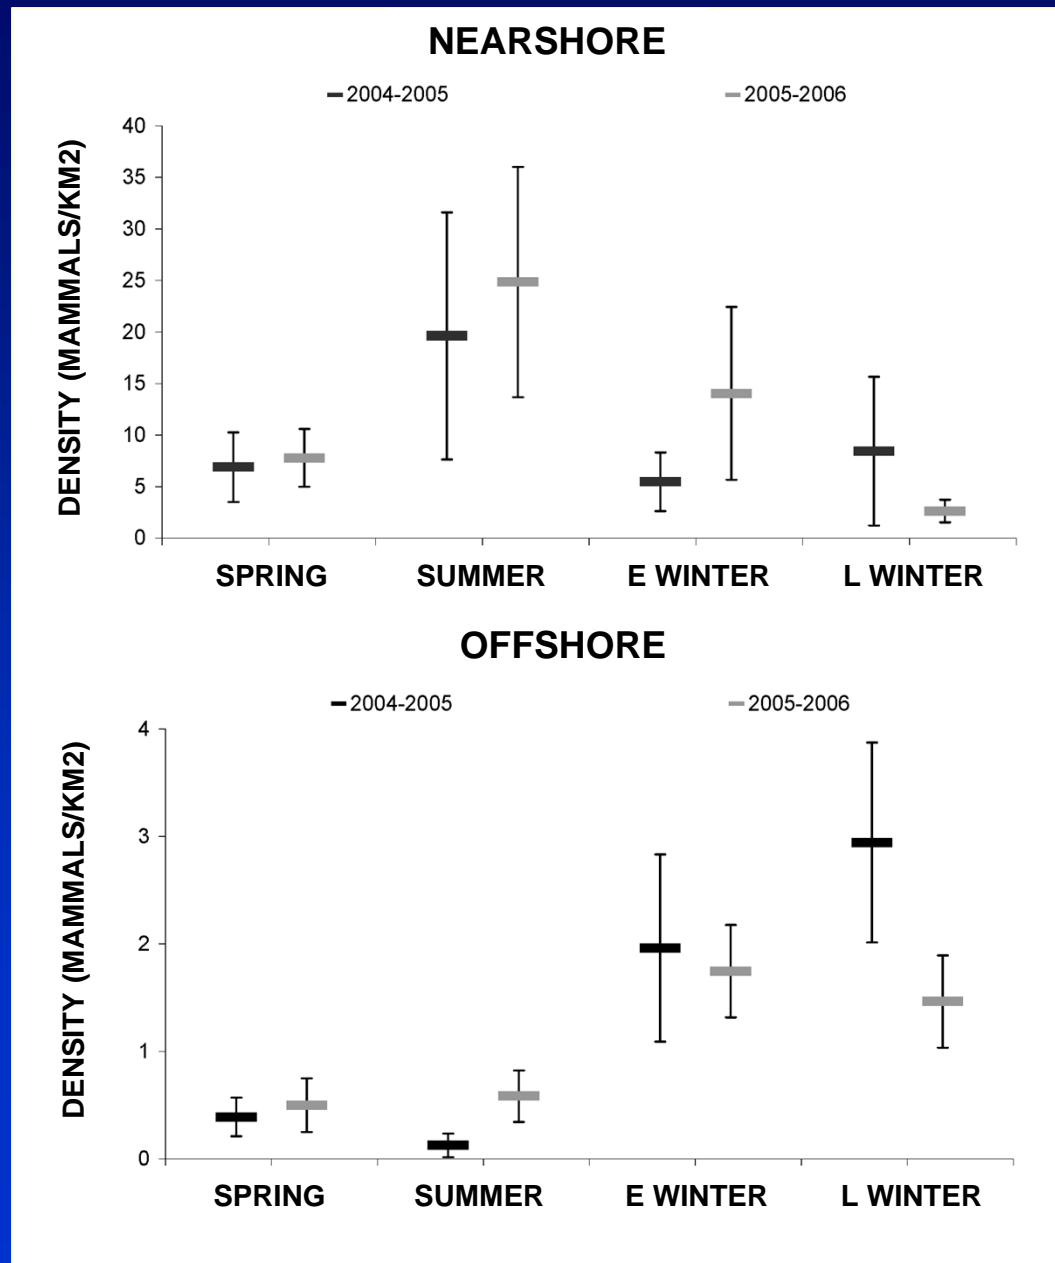 NEARSHORE
2004-2005 2005-2006
DENSITY (MAMMALS/KM2)
40
35
30
25
20
15
10
5
0
SPRING SUMMER E WINTER L WINTER
OFFSHORE
2004-2005 2005-2006
DENSITY (MAMMALS/KM2)
4
3
2
1
0
SPRING SUMMER E WINTER L WINTER